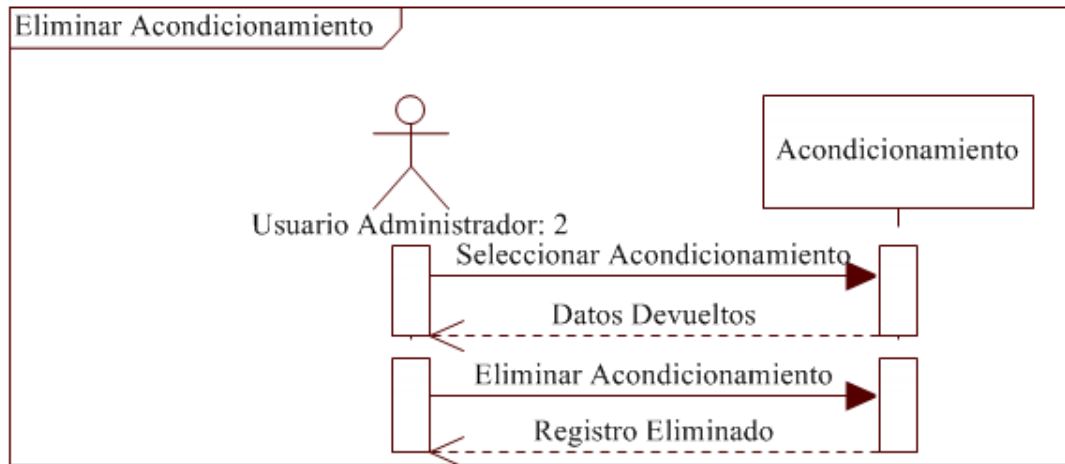 Eliminar Acondicionamiento
Acondicionamiento
Usuario Administrador: 2
Seleccionar Acondicionamiento
Datos Devueltos
Eliminar Acondicionamiento
Registro Eliminado